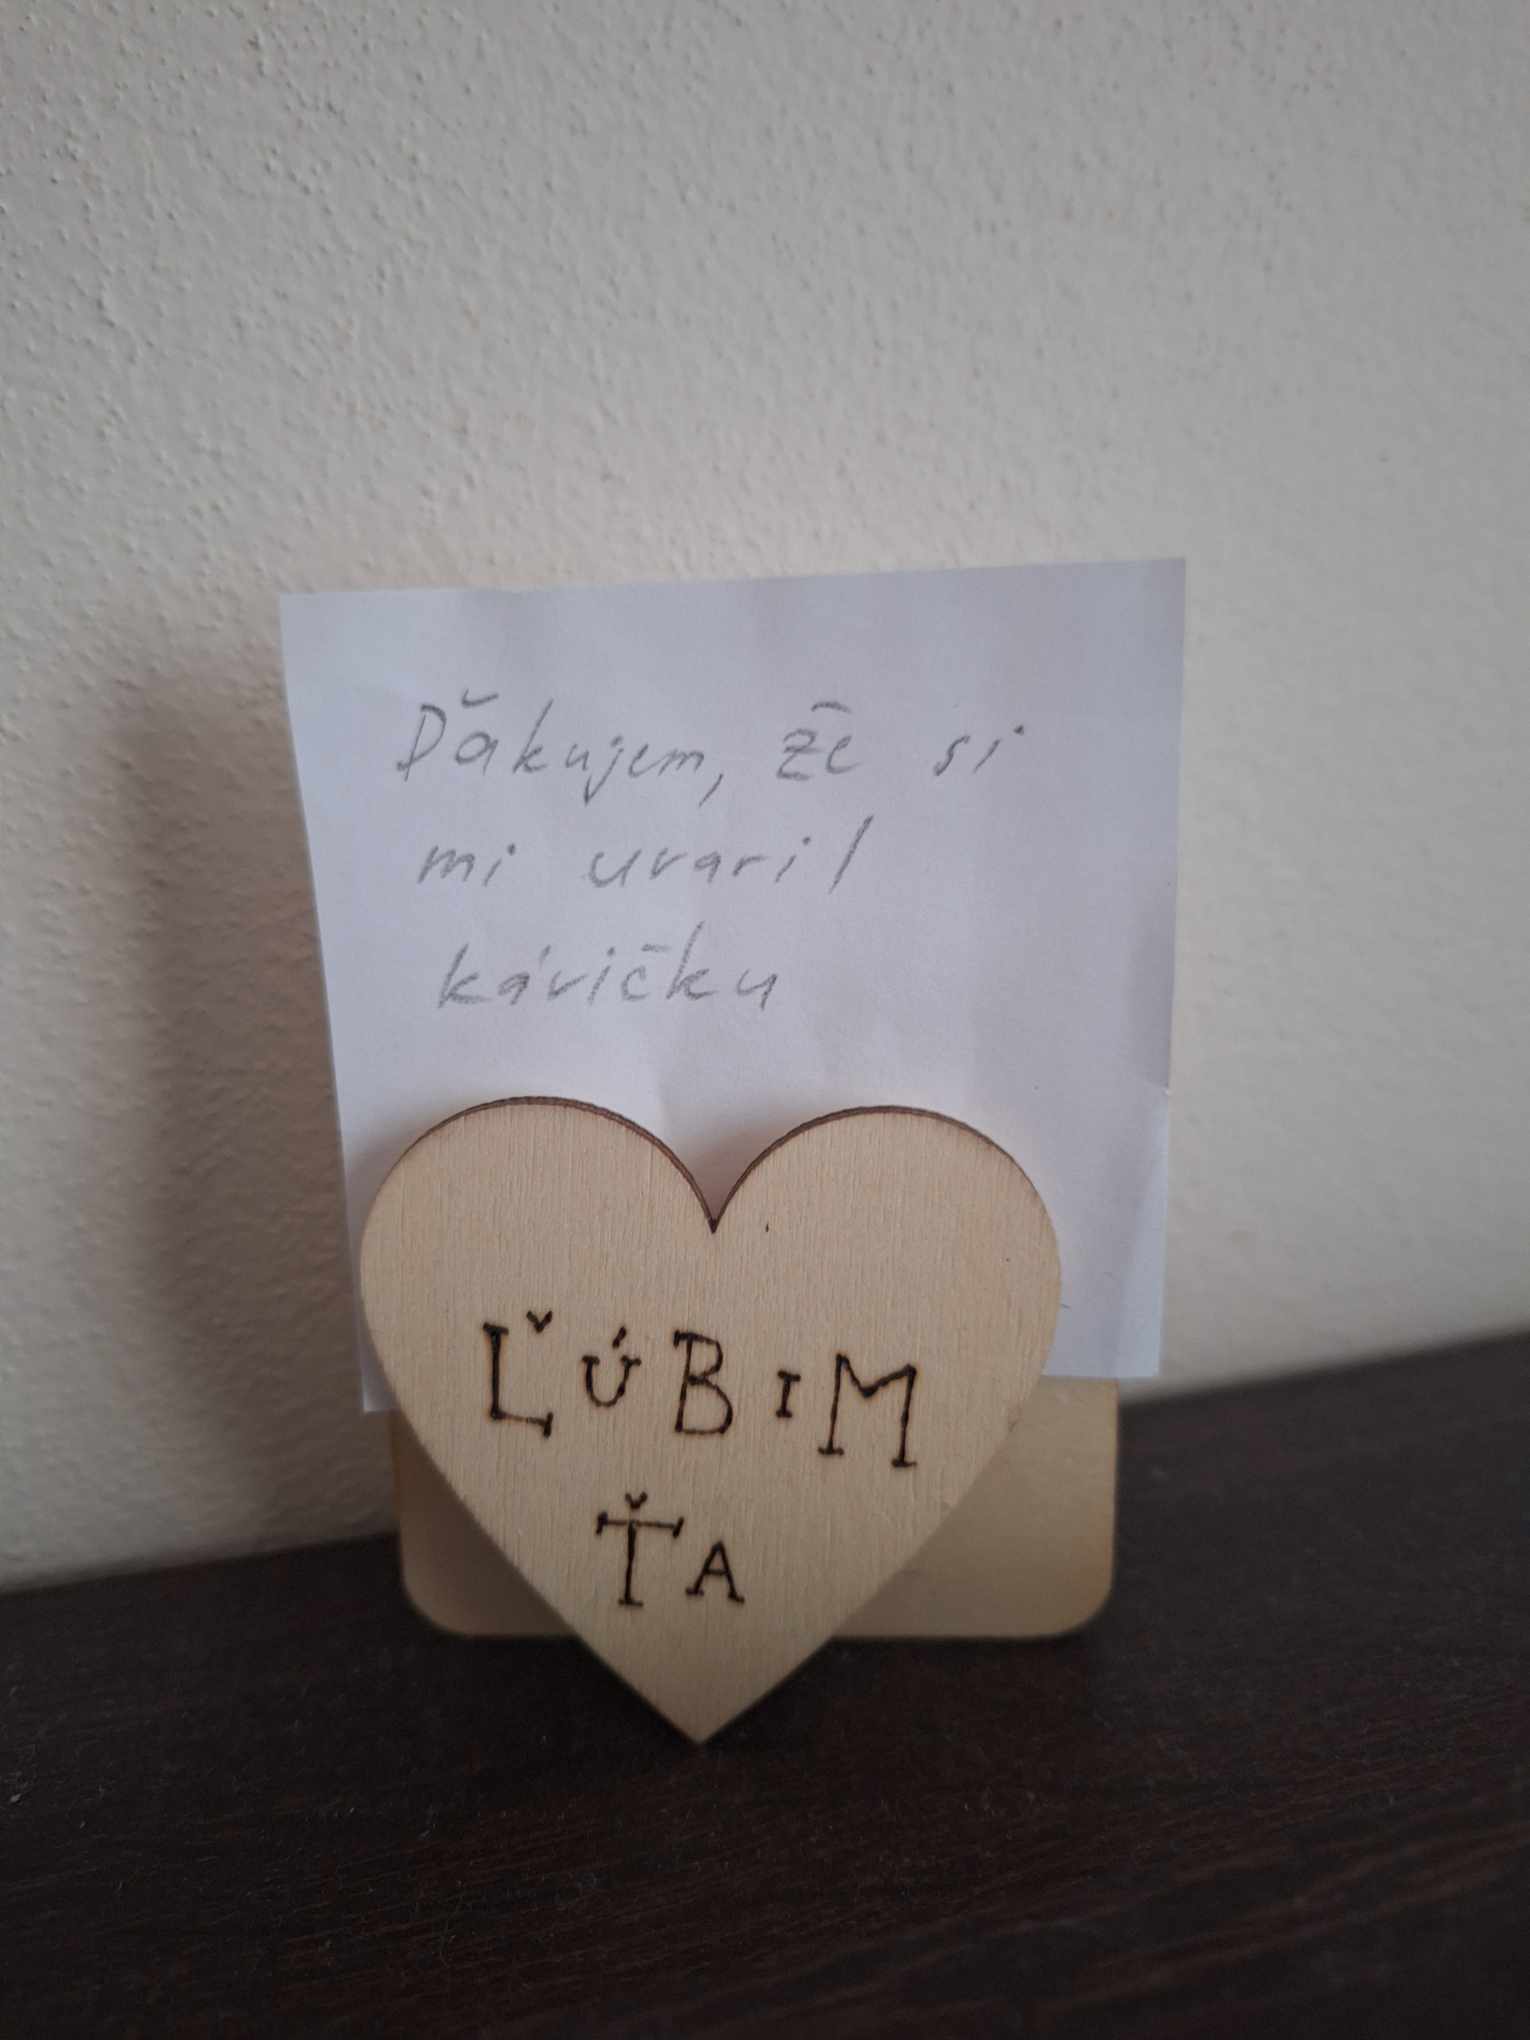 Ďakujem, že si
mi uvaril
kávičku
ĽÚBIM
ŤA